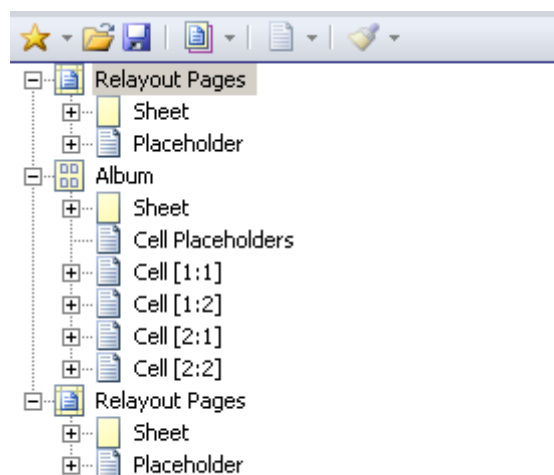 Relayout Pages
Sheet
Placeholder
Album
Sheet
Cell Placeholders
Cell [1:1]
Cell [1:2]
Cell [2:1]
Cell [2:2]
Relayout Pages
Sheet
Placeholder